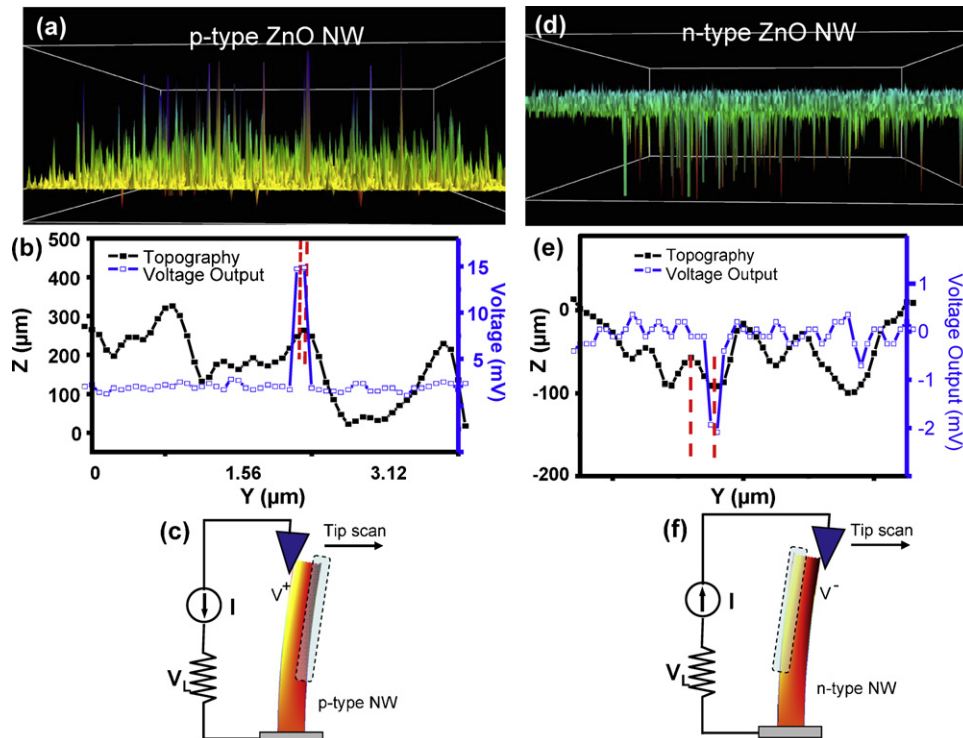 (a)
p-type ZnO NW
(d)
n-type ZnO NW
(b)
500
400
300
200
100
0
Z (µm)
Topography
Voltage Output
15
10
5
Voltage (mV)
0
1.56
3.12
Y (µm)
(e)
0
-100
-200
Z (µm)
Topography
Voltage Output
1
0
-1
-2
Voltage Output (mV)
Y (µm)
(c)
Tip scan
V+
I
VL
p-type NW
(f)
Tip scan
V-
I
VL
n-type NW